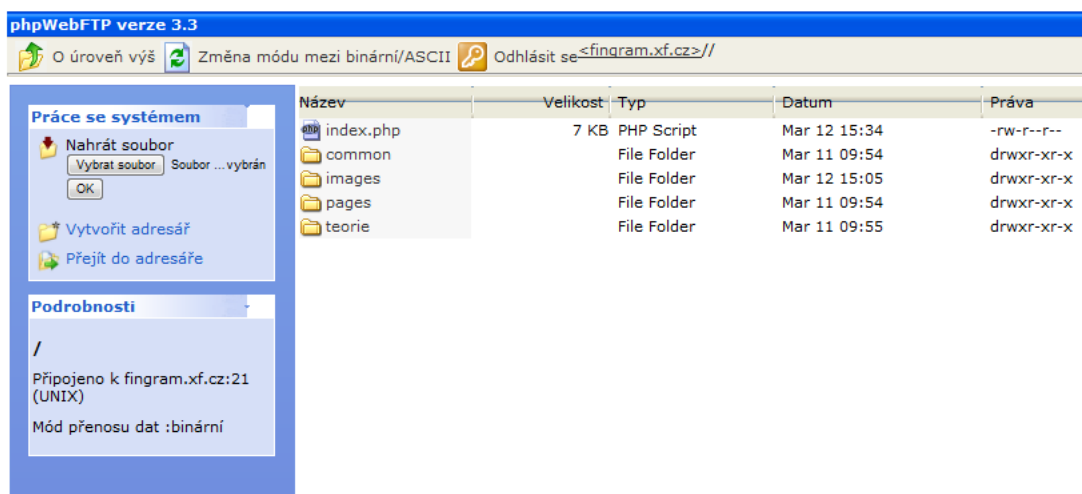 phpWebFTP verze 3.3
O úroveň výš Změna módu mezi binární/ASCII Odhlásit se <fingram.xf.cz>//
Práce se systémem
Nahrát soubor
Vybrat soubor Soubor ... vybrán
OK
Vytvořit adresář
Přejít do adresáře
Podrobnosti
/
Připojeno k fingram.xf.cz:21
(UNIX)
Mód přenosu dat :binární
Název Velikost Typ Datum Práva
php index.php 7 KB PHP Script Mar 12 15:34 -rw-r--r--
common File Folder Mar 11 09:54 drwxr-xr-x
images File Folder Mar 12 15:05 drwxr-xr-x
pages File Folder Mar 11 09:54 drwxr-xr-x
teorie File Folder Mar 11 09:55 drwxr-xr-x